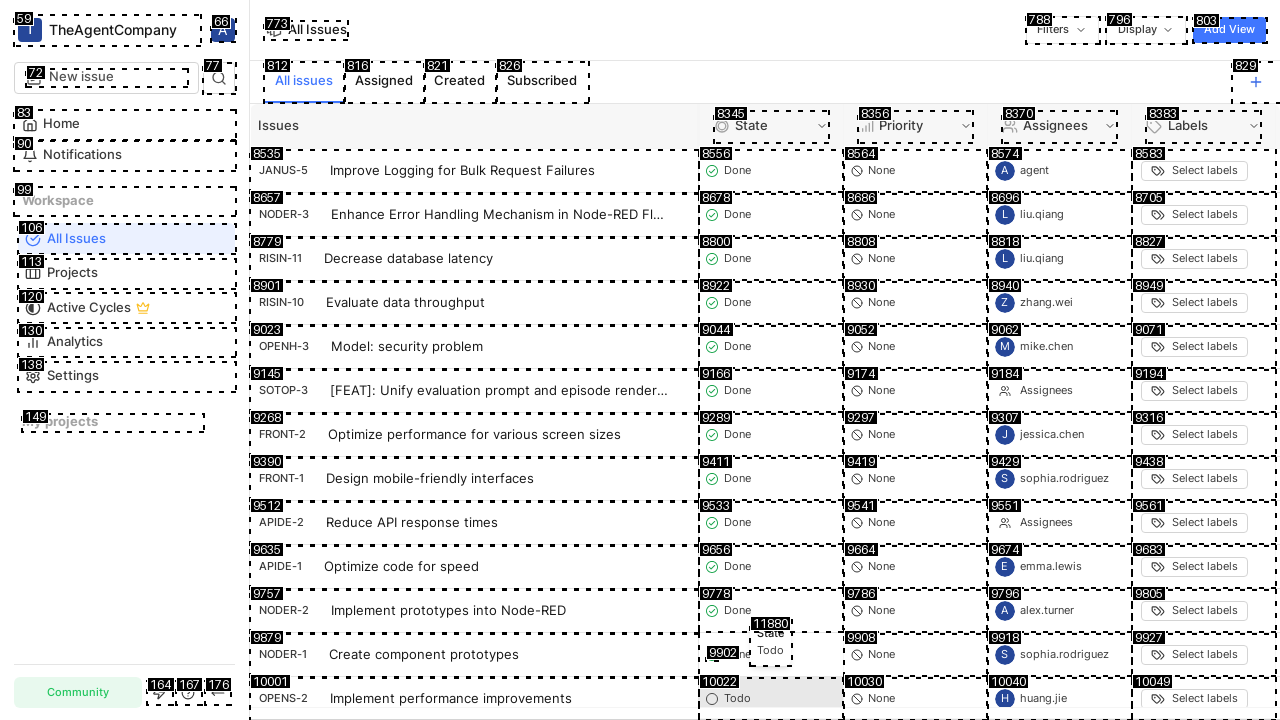 59
T TheAgentCompany
66
A
72
New issue
77
83
Home
90
Notifications
99
Workspace
106
All Issues
113
Projects
120
Active Cycles
130
Analytics
138
Settings
149
My projects
Community
164
167
176
773
All Issues
788
Filters
796
Display
803
Add View
812
All issues
816
Assigned
821
Created
826
Subscribed
829
Issues
8345
State
8356
Priority
8370
Assignees
8383
Labels
8535 8556 8564 8574 8583
JANUS-5 Improve Logging for Bulk Request Failures Done None A agent Select labels
8657 8678 8686 8696 8705
NODER-3 Enhance Error Handling Mechanism in Node-RED Fl... Done None L liu.qiang Select labels
8779 8800 8808 8818 8827
RISIN-11 Decrease database latency Done None L liu.qiang Select labels
8901 8922 8930 8940 8949
RISIN-10 Evaluate data throughput Done None Z zhang.wei Select labels
9023 9044 9052 9062 9071
OPENH-3 Model: security problem Done None M mike.chen Select labels
9145 9166 9174 9184 9194
SOTOP-3 [FEAT]: Unify evaluation prompt and episode render... Done None Assignees Select labels
9268 9289 9297 9307 9316
FRONT-2 Optimize performance for various screen sizes Done None J jessica.chen Select labels
9390 9411 9419 9429 9438
FRONT-1 Design mobile-friendly interfaces Done None S sophia.rodriguez Select labels
9512 9533 9541 9551 9561
APIDE-2 Reduce API response times Done None Assignees Select labels
9635 9656 9664 9674 9683
APIDE-1 Optimize code for speed Done None E emma.lewis Select labels
9757 9778 9786 9796 9805
NODER-2 Implement prototypes into Node-RED Done None A alex.turner Select labels
11880
State
Todo
9879 9902 9908 9918 9927
NODER-1 Create component prototypes None S sophia.rodriguez Select labels
10001 10022 10030 10040 10049
OPENS-2 Implement performance improvements Todo None H huang.jie Select labels